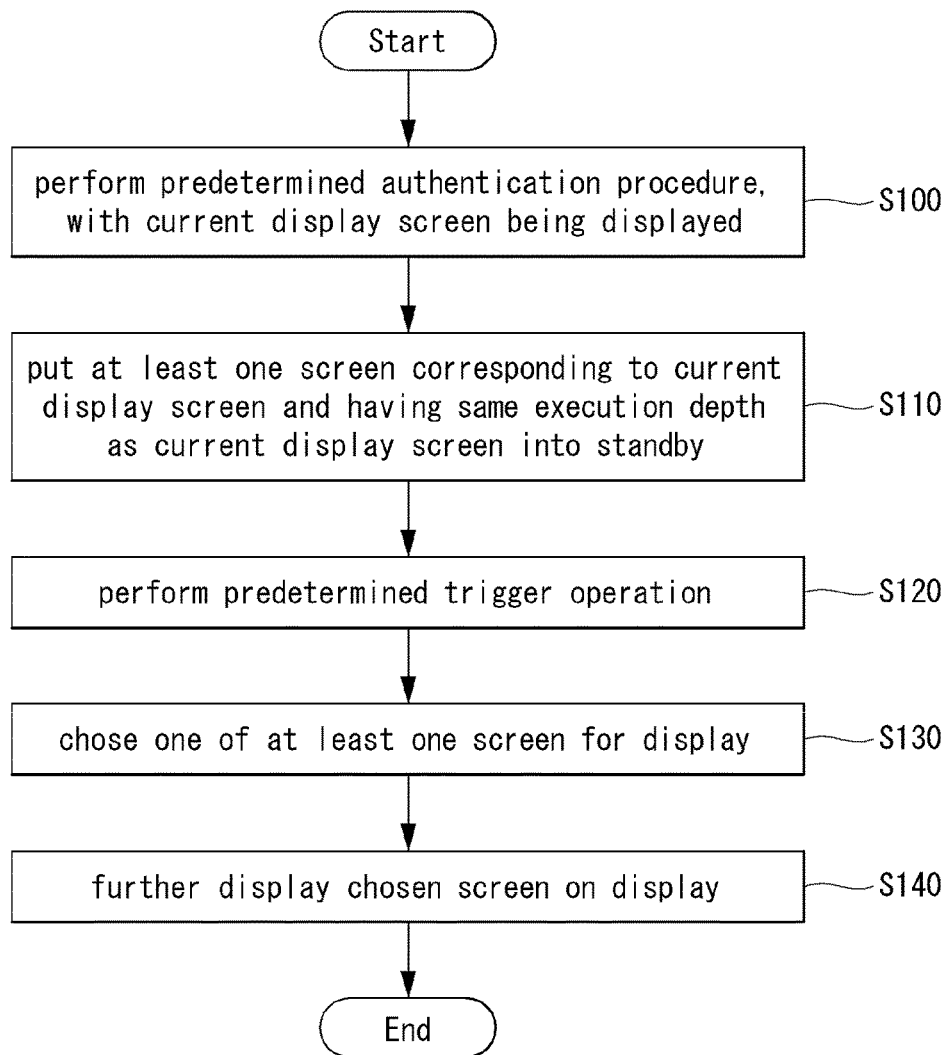 Start
perform predetermined authentication procedure,
with current display screen being displayed
S100
put at least one screen corresponding to current
display screen and having same execution depth
as current display screen into standby
S110
perform predetermined trigger operation
S120
chose one of at least one screen for display
S130
further display chosen screen on display
S140
End